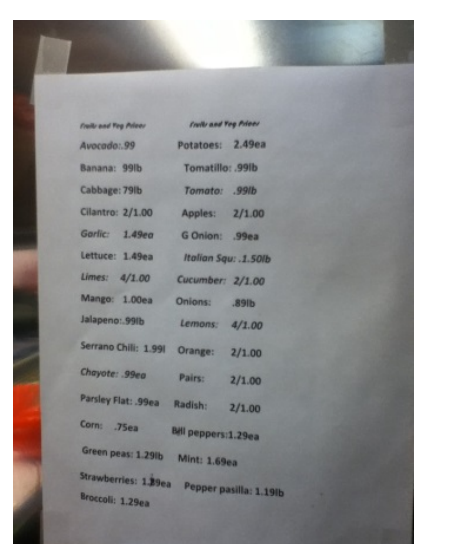 Fruits and Veg Prices Fruits and Veg Prices
Avocado:.99 Potatoes: 2.49ea
Banana: 99lb Tomatillo: .99lb
Cabbage:79lb Tomato: .99lb
Cilantro: 2/1.00 Apples: 2/1.00
Garlic: 1.49ea G Onion: .99ea
Lettuce: 1.49ea Italian Squ: .1.50lb
Limes: 4/1.00 Cucumber: 2/1.00
Mango: 1.00ea Onions: .89lb
Jalapeno:.99lb Lemons: 4/1.00
Serrano Chili: 1.99l Orange: 2/1.00
Chayote: .99ea Pairs: 2/1.00
Parsley Flat: .99ea Radish: 2/1.00
Corn: .75ea Bill peppers:1.29ea
Green peas: 1.29lb Mint: 1.69ea
Strawberries: Pepper pasilla: 1.19lb
Broccoli: 1.29ea